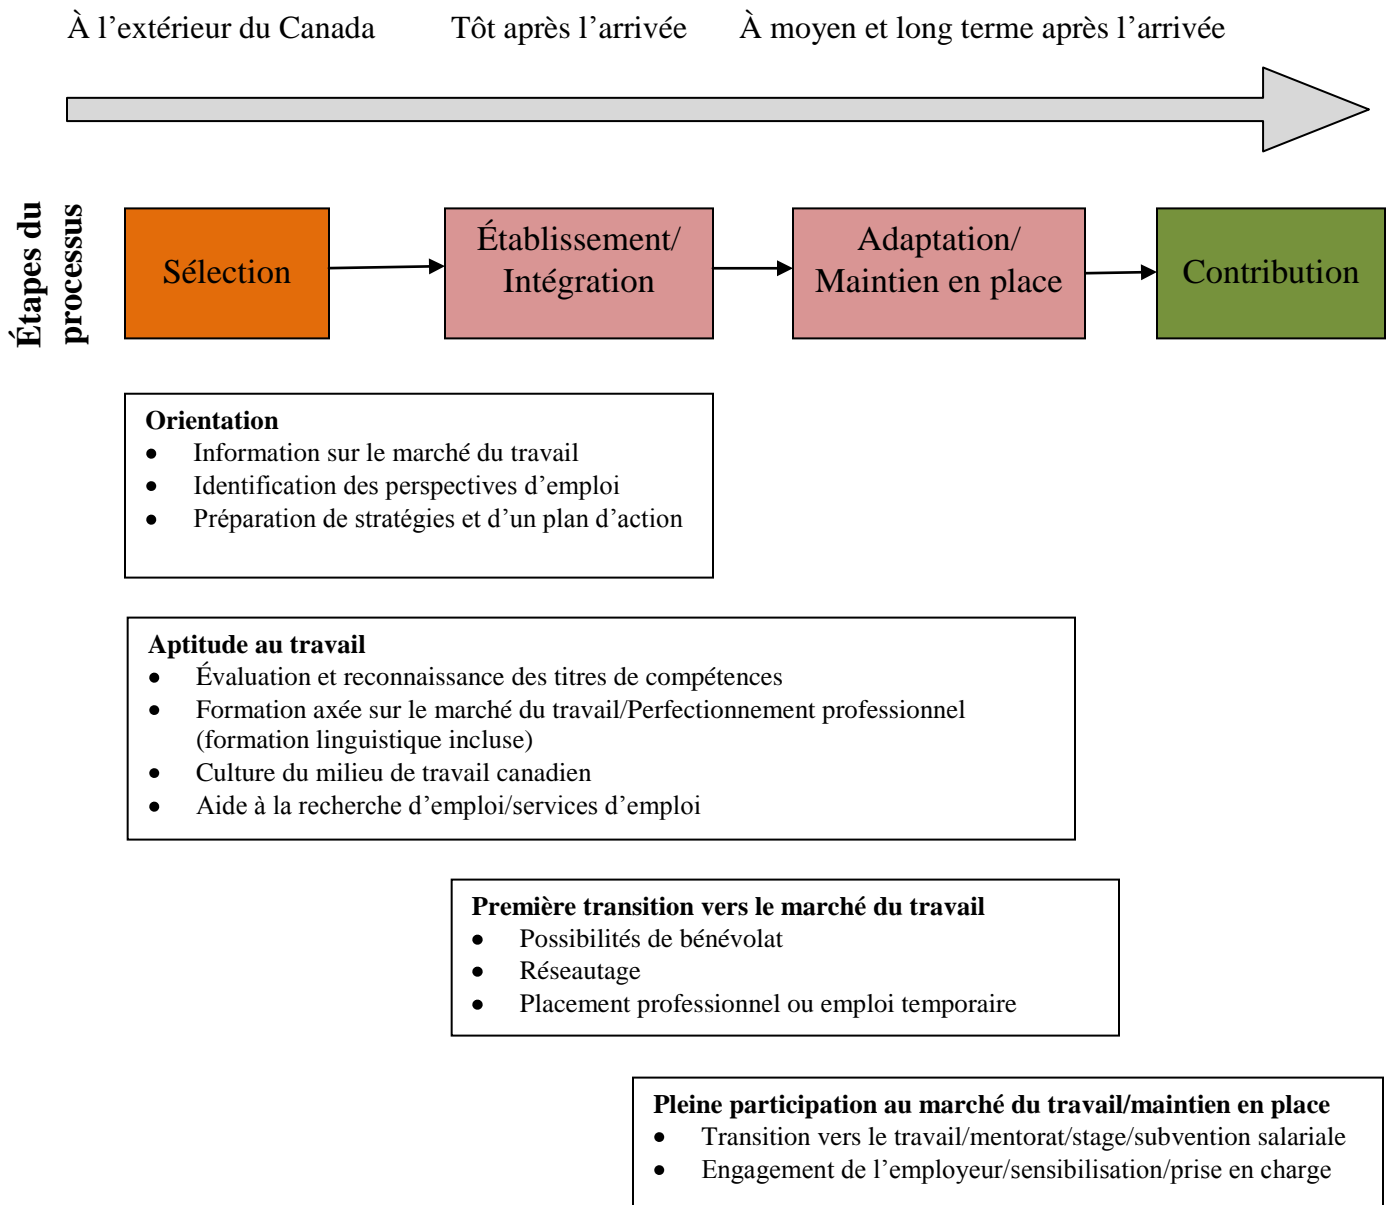 À l’extérieur du Canada Tôt après l’arrivée À moyen et long terme après l’arrivée
Étapes du
processus
Sélection
Établissement/
Intégration
Adaptation/
Maintien en place
Contribution
Orientation
• Information sur le marché du travail
• Identification des perspectives d’emploi
• Préparation de stratégies et d’un plan d’action
Aptitude au travail
• Évaluation et reconnaissance des titres de compétences
• Formation axée sur le marché du travail/Perfectionnement professionnel
(formation linguistique incluse)
• Culture du milieu de travail canadien
• Aide à la recherche d’emploi/services d’emploi
Première transition vers le marché du travail
• Possibilités de bénévolat
• Réseautage
• Placement professionnel ou emploi temporaire
Pleine participation au marché du travail/maintien en place
• Transition vers le travail/mentorat/stage/subvention salariale
• Engagement de l’employeur/sensibilisation/prise en charge